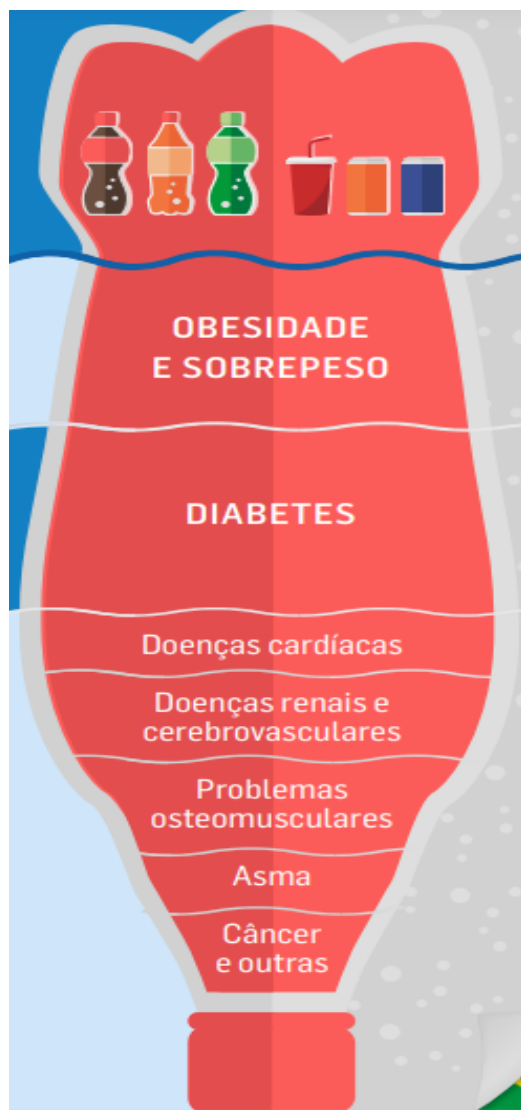 OBESIDADE
E SOBREPESO
DIABETES
Doenças cardíacas
Doenças renais e
cerebrovasculares
Problemas
osteomusculares
Asma
Câncer
e outras